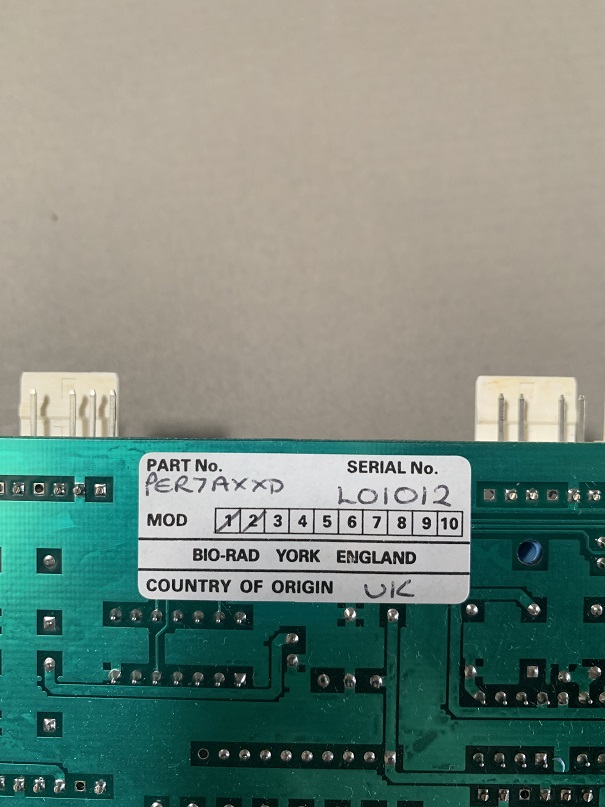 PART No. SERIAL No.
PER7AXXD L01012
MOD 1 2 3 4 5 6 7 8 9 10
BIO-RAD YORK ENGLAND
COUNTRY OF ORIGIN UK